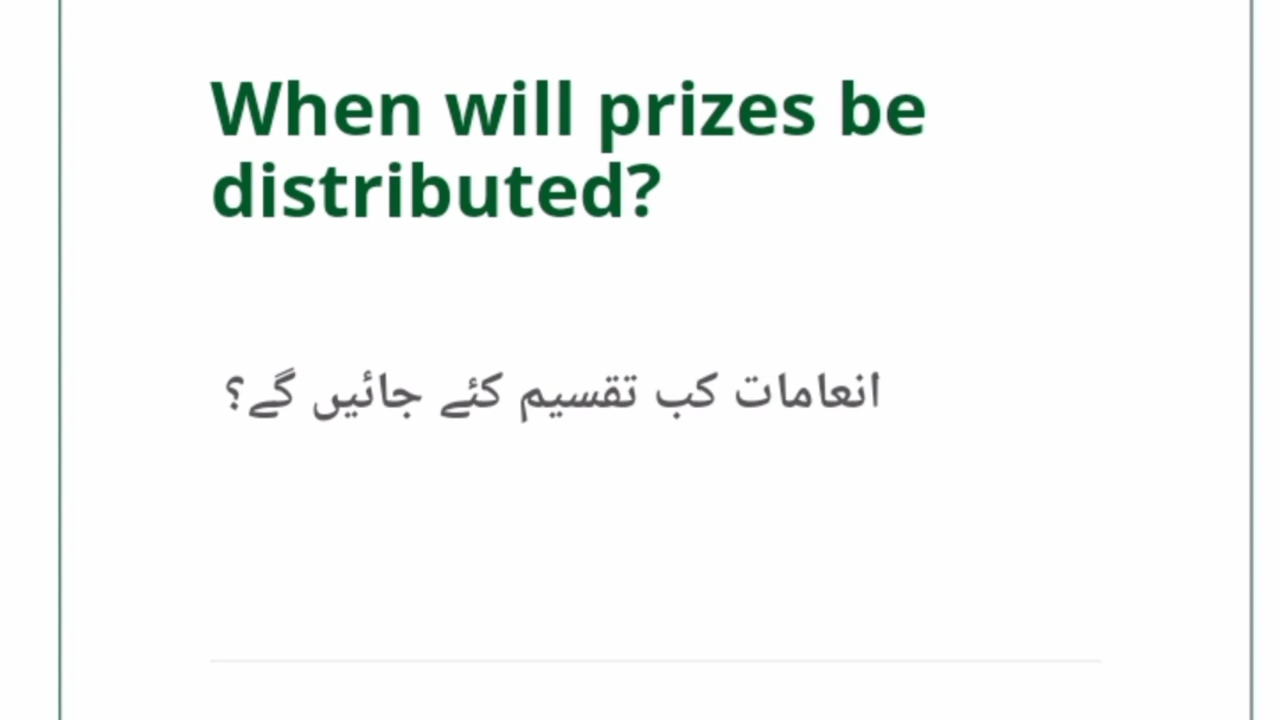 When will prizes be
distributed?
انعامات کب تقسیم کئے جائیں گے؟